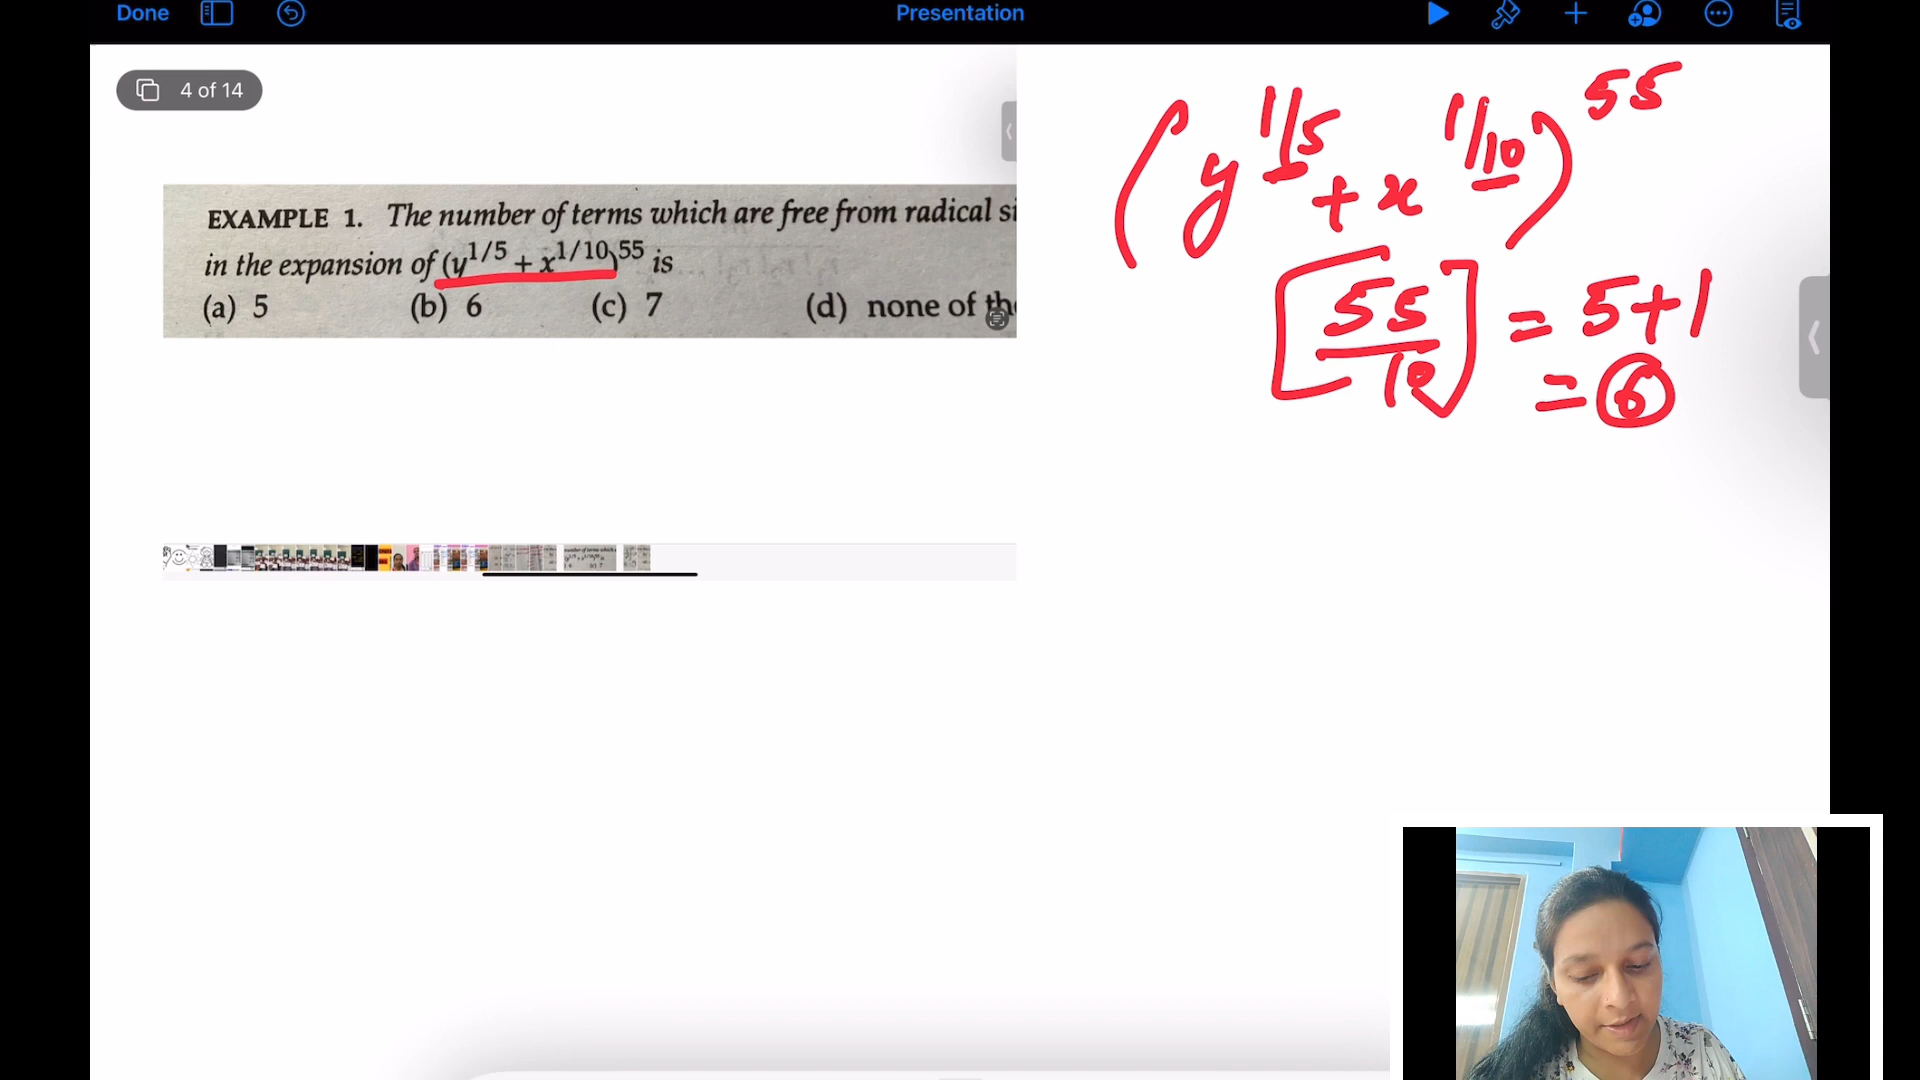 Done
Presentation
4 of 14
EXAMPLE 1. The number of terms which are free from radical si
in the expansion of (y^1/5 + x^1/10)^55 is
(a) 5 (b) 6 (c) 7 (d) none of the
(y^1/5 + x^1/10)^55
[55/10] = 5+1
= 6